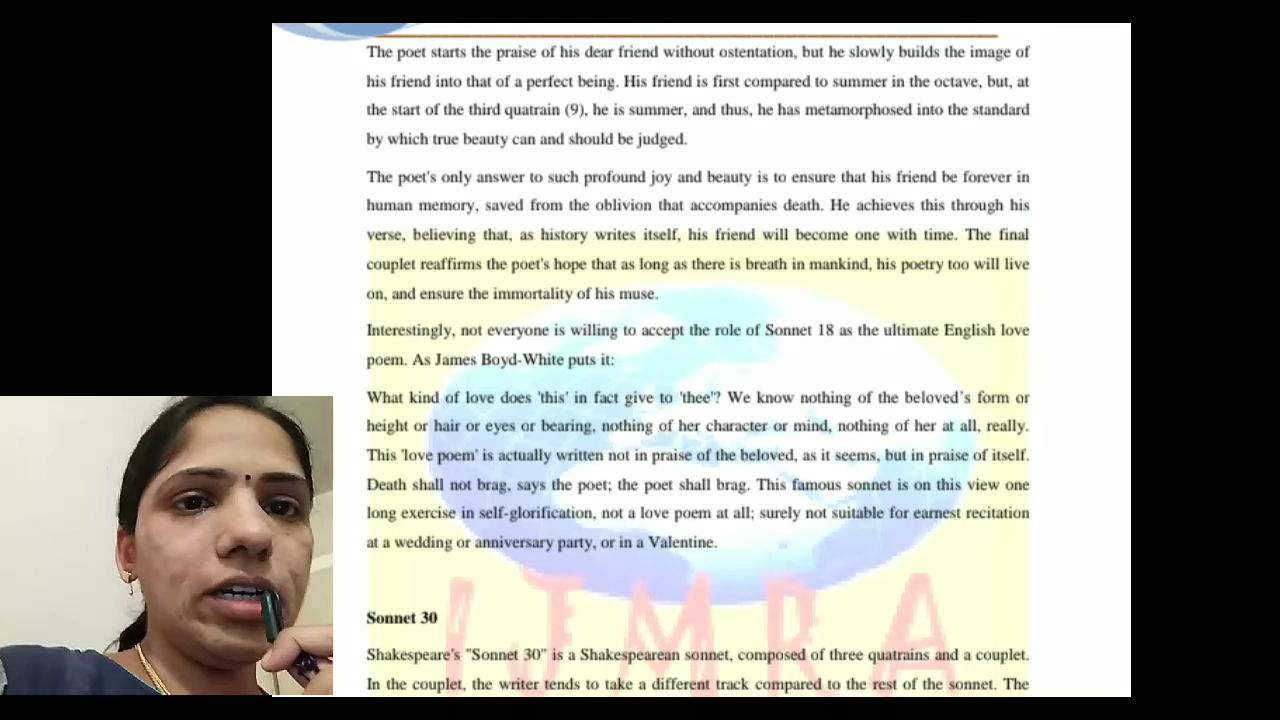 The poet starts the praise of his dear friend without ostentation, but he slowly builds the image of
his friend into that of a perfect being. His friend is first compared to summer in the octave, but, at
the start of the third quatrain (9), he is summer, and thus, he has metamorphosed into the standard
by which true beauty can and should be judged.
The poet's only answer to such profound joy and beauty is to ensure that his friend be forever in
human memory, saved from the oblivion that accompanies death. He achieves this through his
verse, believing that, as history writes itself, his friend will become one with time. The final
couplet reaffirms the poet's hope that as long as there is breath in mankind, his poetry too will live
on, and ensure the immortality of his muse.
Interestingly, not everyone is willing to accept the role of Sonnet 18 as the ultimate English love
poem. As James Boyd-White puts it:
What kind of love does 'this' in fact give to 'thee'? We know nothing of the beloved's form or
height or hair or eyes or bearing, nothing of her character or mind, nothing of her at all, really.
This 'love poem' is actually written not in praise of the beloved, as it seems, but in praise of itself.
Death shall not brag, says the poet; the poet shall brag. This famous sonnet is on this view one
long exercise in self-glorification, not a love poem at all; surely not suitable for earnest recitation
at a wedding or anniversary party, or in a Valentine.
IJMRA
Sonnet 30
Shakespeare's "Sonnet 30" is a Shakespearean sonnet, composed of three quatrains and a couplet.
In the couplet, the writer tends to take a different track compared to the rest of the sonnet. The